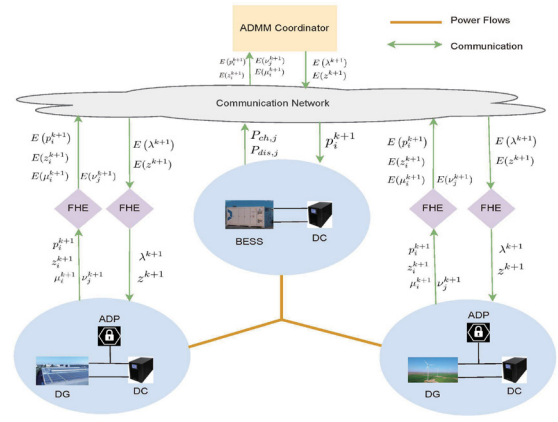 ADMM Coordinator
Power Flows
Communication
E(p_i^{k+1}) E(ν_j^{k+1})
E(z_i^{k+1}) E(μ_i^{k+1})
E(λ^{k+1})
E(z^{k+1})
Communication Network
E(p_i^{k+1})
E(z_i^{k+1})
E(μ_i^{k+1}) E(ν_j^{k+1})
E(λ^{k+1})
E(z^{k+1})
P_{ch,j}
P_{dis,j}
p_i^{k+1}
E(p_i^{k+1})
E(z_i^{k+1})
E(μ_i^{k+1}) E(ν_j^{k+1})
E(λ^{k+1})
E(z^{k+1})
FHE
FHE
BESS
DC
FHE
FHE
p_i^{k+1}
z_i^{k+1}
μ_i^{k+1} ν_j^{k+1}
λ^{k+1}
z^{k+1}
p_i^{k+1}
z_i^{k+1}
μ_i^{k+1} ν_j^{k+1}
λ^{k+1}
z^{k+1}
ADP
DG
DC
ADP
DG
DC